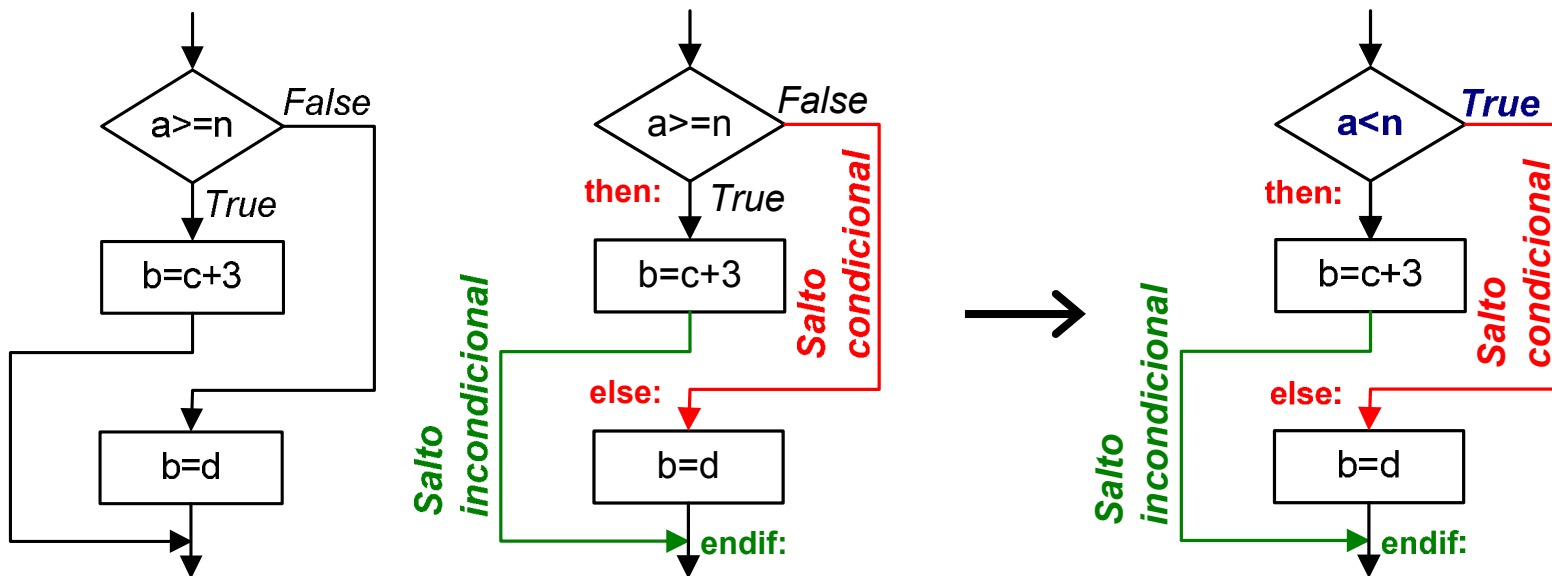 False
a>=n
True
b=c+3
b=d
False
a>=n
then:
True
b=c+3
Salto
condicional
Salto
incondicional
else:
b=d
endif:
True
a<n
then:
b=c+3
Salto
condicional
Salto
incondicional
else:
b=d
endif: